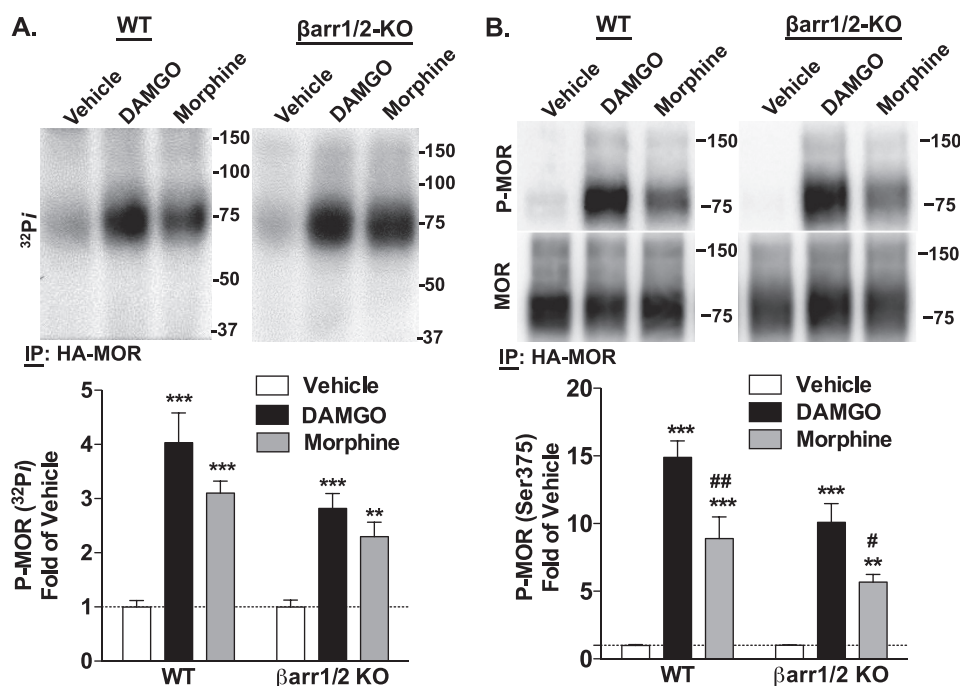 A.
WT
βarr1/2-KO
Vehicle
DAMGO
Morphine
Vehicle
DAMGO
Morphine
-150
-100
-75
-50
-37
-150
-100
-75
-50
-37
³²Pi
IP: HA-MOR
Vehicle
DAMGO
Morphine
P-MOR (³²Pi)
Fold of Vehicle
5
4
3
2
1
0
***
***
***
**
WT
βarr1/2 KO
B.
WT
βarr1/2-KO
Vehicle
DAMGO
Morphine
Vehicle
DAMGO
Morphine
P-MOR
-150
-75
-150
-75
MOR
-150
-75
-150
-75
IP: HA-MOR
Vehicle
DAMGO
Morphine
P-MOR (Ser375)
Fold of Vehicle
20
15
10
5
0
***
##
***
***
#
**
WT
βarr1/2 KO